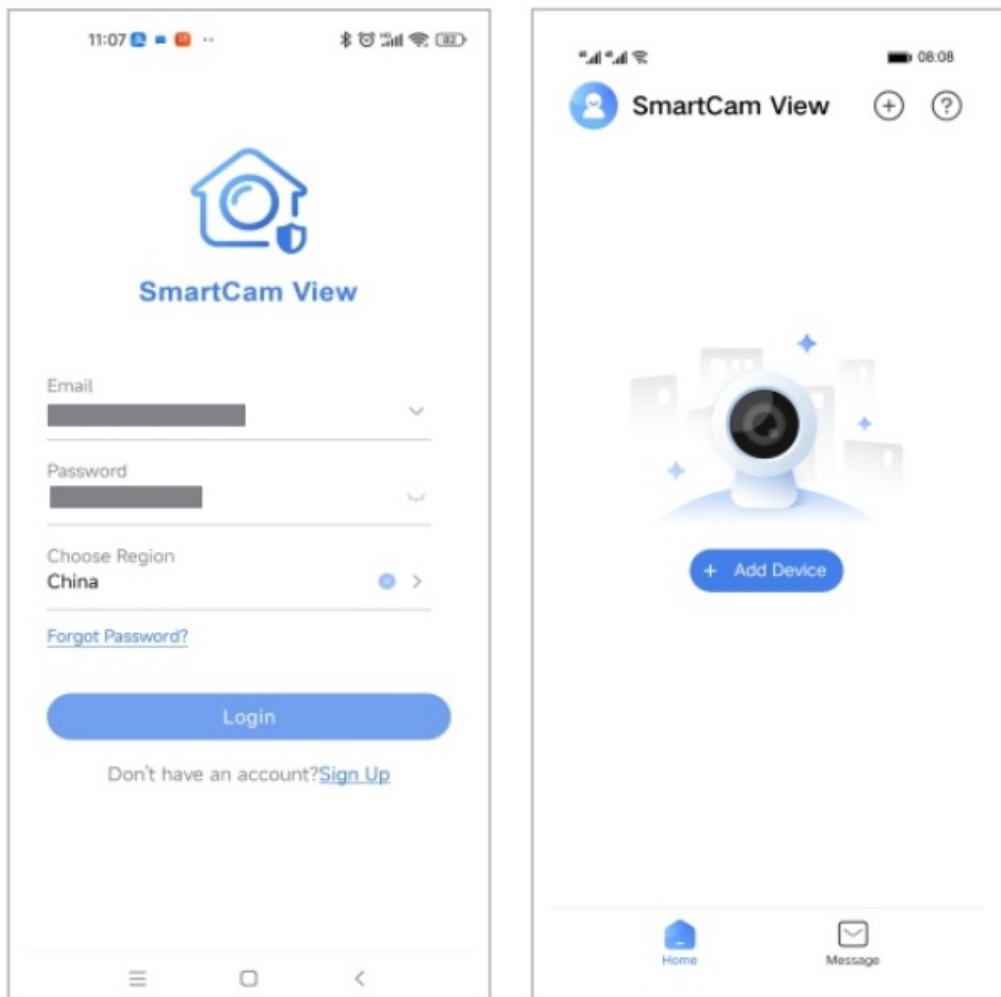 11:07
82
SmartCam View
Email
Password
Choose Region
China
Forgot Password?
Login
Don't have an account?Sign Up
08:08
SmartCam View
+ Add Device
Home
Message